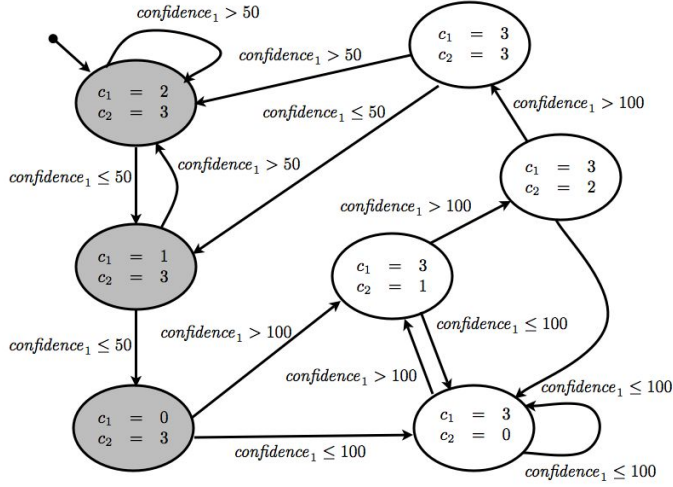 confidence₁ > 50
c₁ = 3
c₂ = 3
confidence₁ > 50
c₁ = 2
c₂ = 3
confidence₁ ≤ 50
confidence₁ > 100
confidence₁ > 50
confidence₁ ≤ 50
c₁ = 3
c₂ = 2
confidence₁ > 100
c₁ = 1
c₂ = 3
c₁ = 3
c₂ = 1
confidence₁ > 100
confidence₁ ≤ 100
confidence₁ ≤ 50
confidence₁ > 100
confidence₁ ≤ 100
c₁ = 0
c₂ = 3
c₁ = 3
c₂ = 0
confidence₁ ≤ 100
confidence₁ ≤ 100